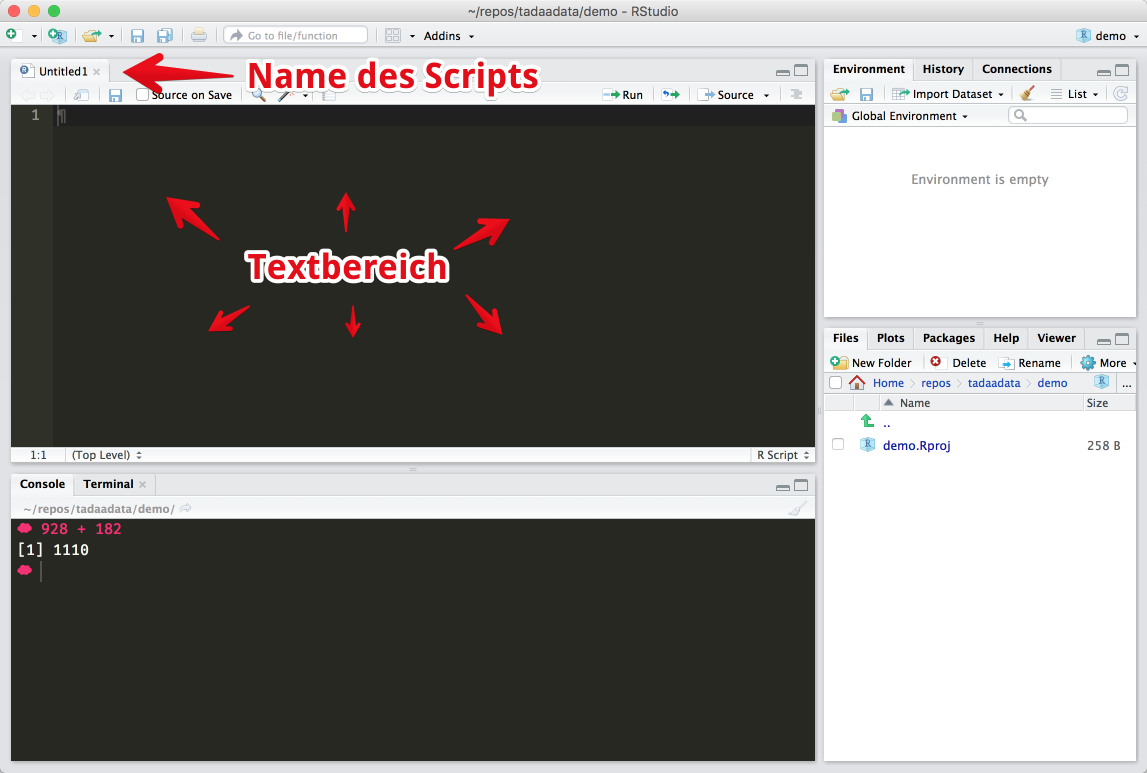 ~/repos/tadaadata/demo - RStudio
Go to file/function
Addins
demo
Untitled1
Name des Scripts
Source on Save
Run
Source
1
Textbereich
1:1 (Top Level)
R Script
Console Terminal
~/repos/tadaadata/demo/
928 + 182
[1] 1110
Environment History Connections
Import Dataset
List
Global Environment
Environment is empty
Files Plots Packages Help Viewer
New Folder Delete Rename More
Home repos tadaadata demo ...
Name Size
..
demo.Rproj 258 B